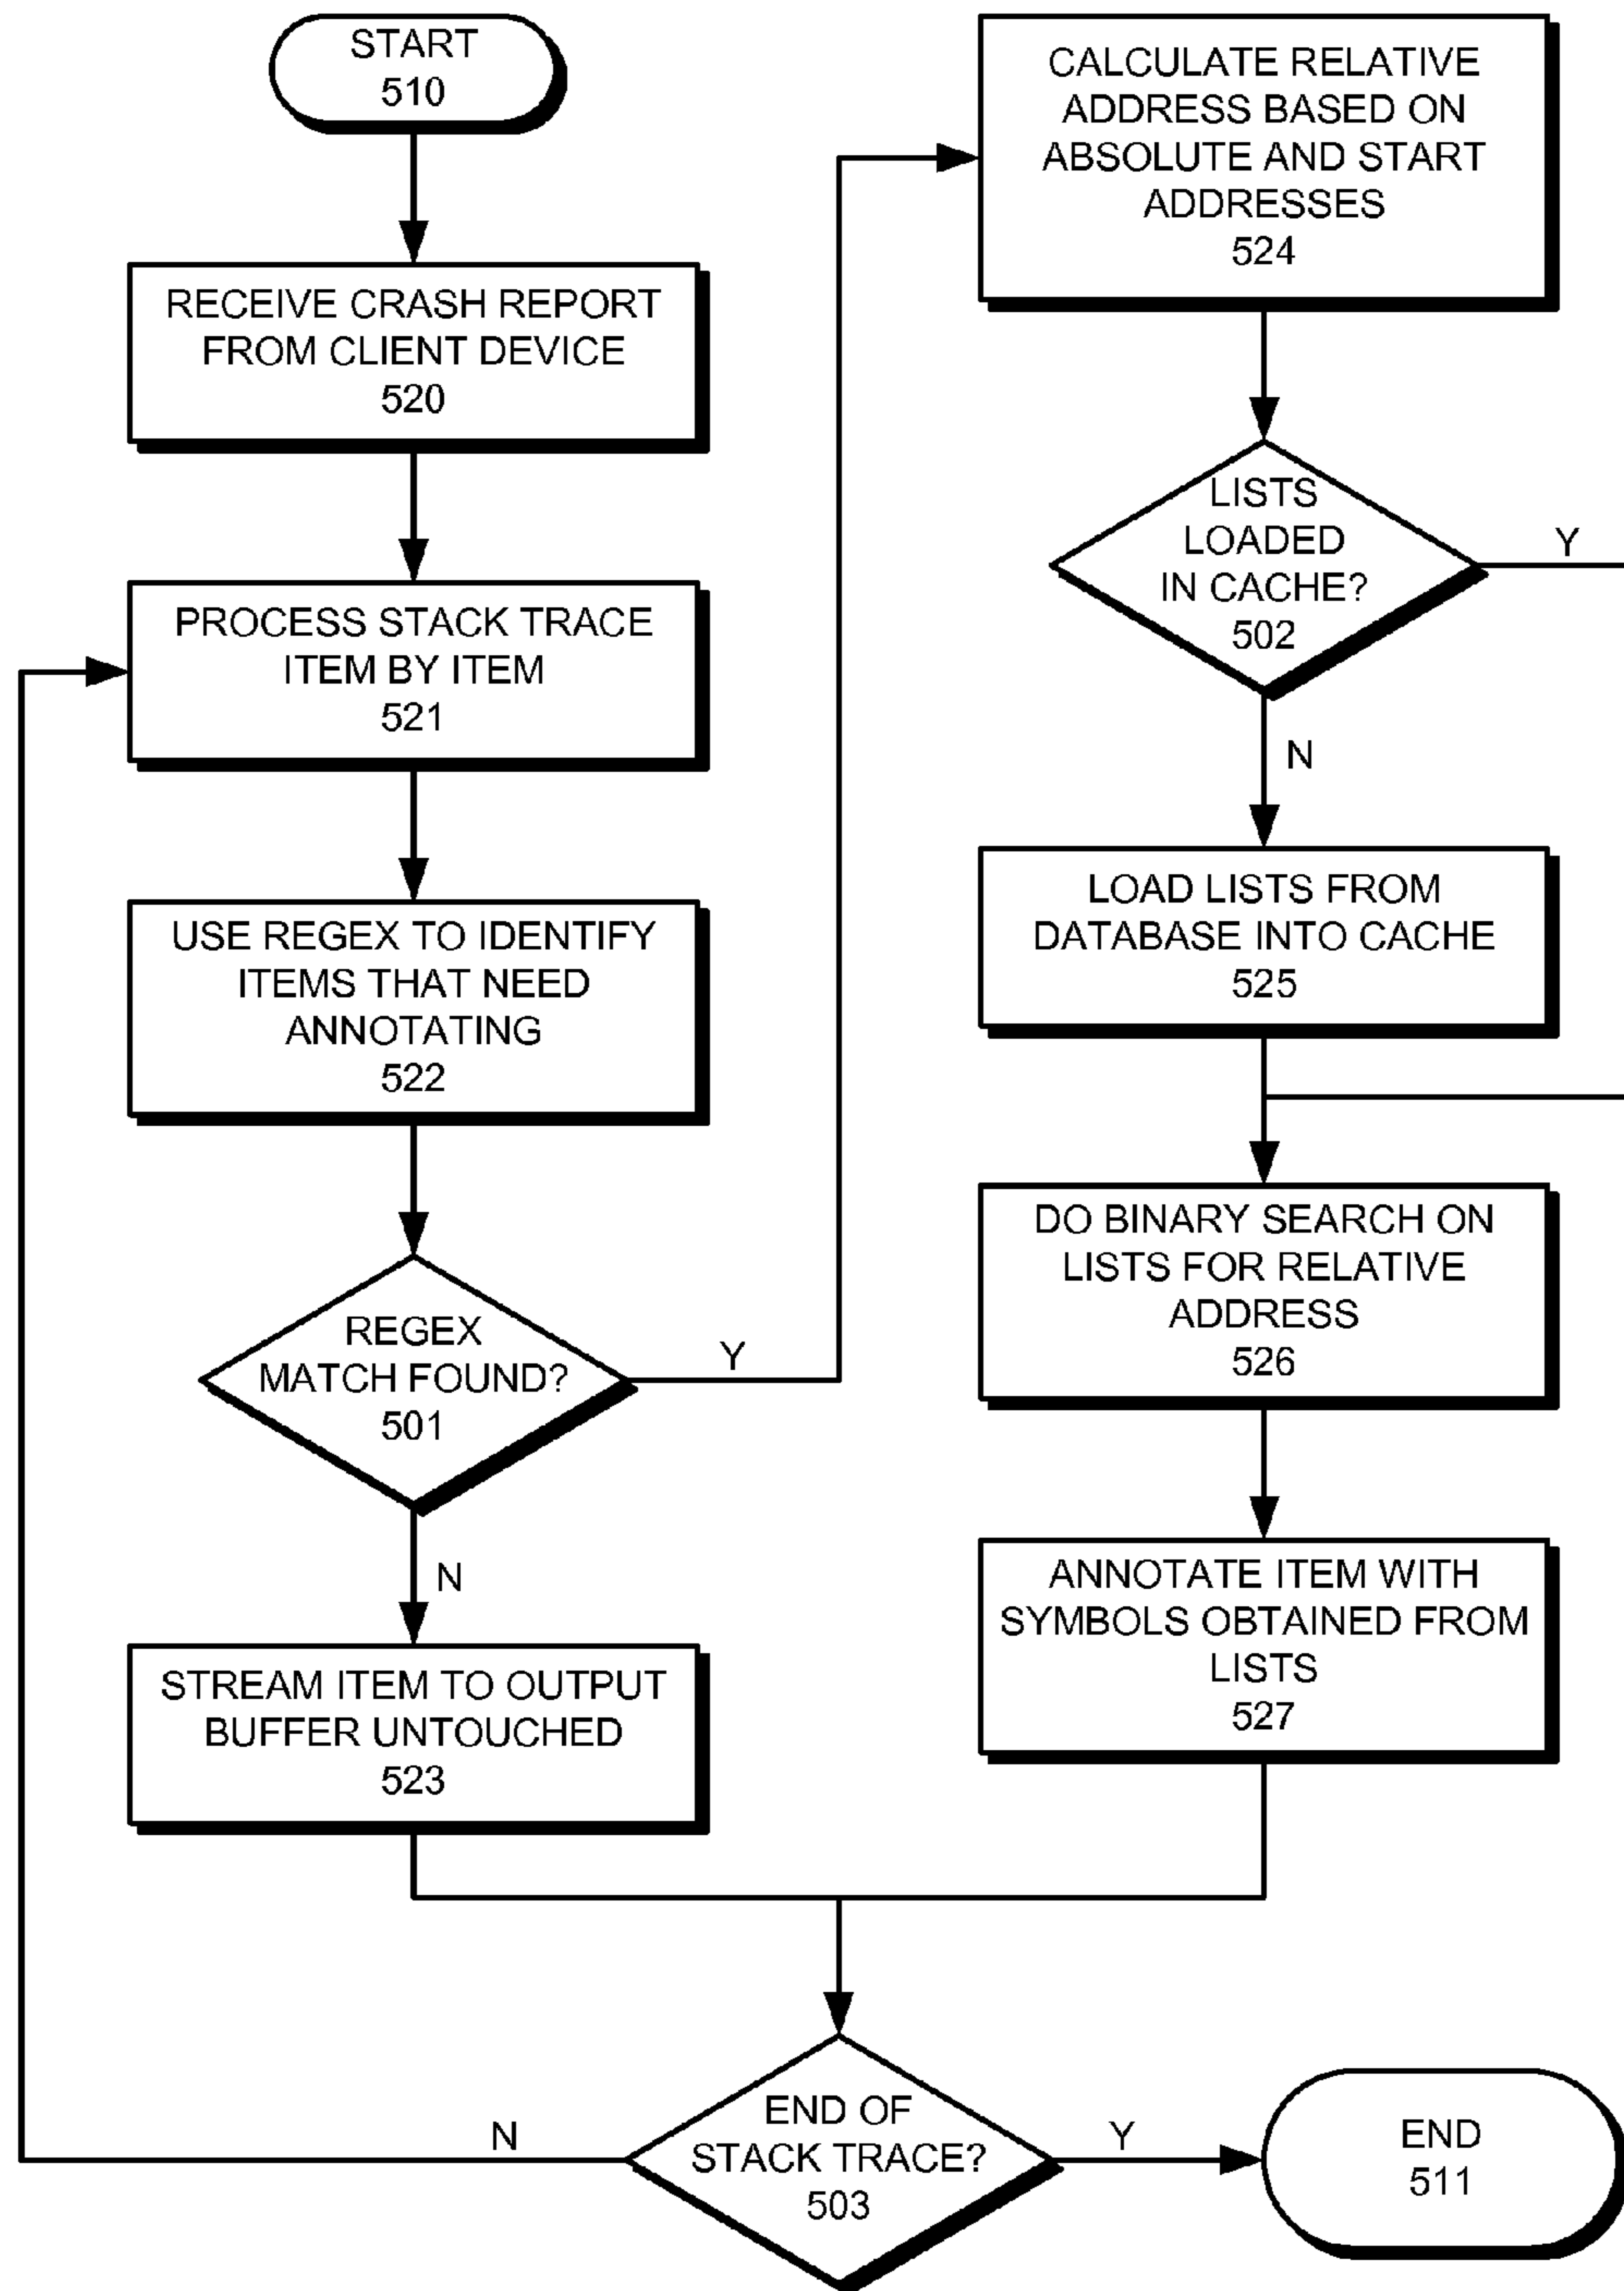 START
510
RECEIVE CRASH REPORT
FROM CLIENT DEVICE
520
PROCESS STACK TRACE
ITEM BY ITEM
521
USE REGEX TO IDENTIFY
ITEMS THAT NEED
ANNOTATING
522
REGEX
MATCH FOUND?
501
Y
N
STREAM ITEM TO OUTPUT
BUFFER UNTOUCHED
523
CALCULATE RELATIVE
ADDRESS BASED ON
ABSOLUTE AND START
ADDRESSES
524
LISTS
LOADED
IN CACHE?
502
Y
N
LOAD LISTS FROM
DATABASE INTO CACHE
525
DO BINARY SEARCH ON
LISTS FOR RELATIVE
ADDRESS
526
ANNOTATE ITEM WITH
SYMBOLS OBTAINED FROM
LISTS
527
END OF
STACK TRACE?
503
N
Y
END
511